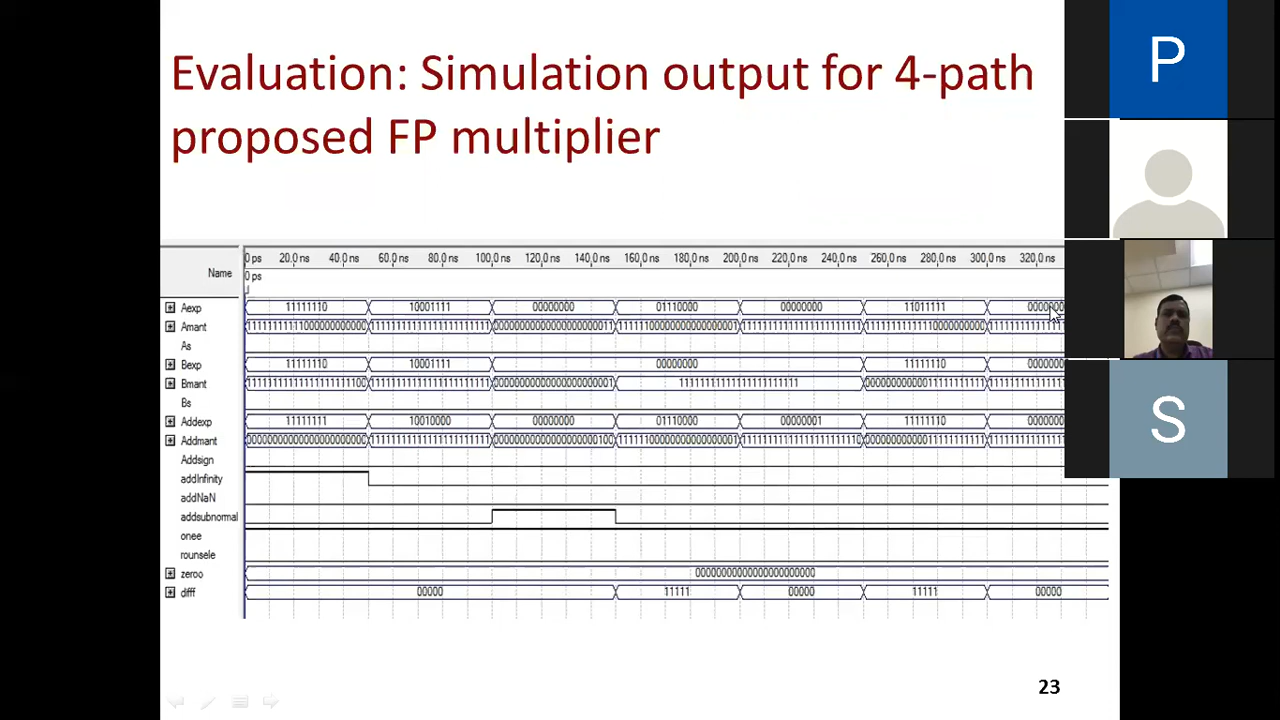 Evaluation: Simulation output for 4-path
proposed FP multiplier
P
S
0 ps 20.0 ns 40.0 ns 60.0 ns 80.0 ns 100.0 ns 120.0 ns 140.0 ns 160.0 ns 180.0 ns 200.0 ns 220.0 ns 240.0 ns 260.0 ns 280.0 ns 300.0 ns 320.0 ns
Name
0 ps
Aexp 11111110 10001111 00000000 01110000 00000000 11011111
Amant
As
Bexp 11111110 10001111 00000000 11111110
Bmant
Bs
Addexp 11111111 10010000 00000000 01110000 00000001 11111110
Addmant
Addsign
addInfinity
addNaN
addsubnormal
onee
rounsele
zeroo
difff 00000 11111 00000 11111 00000
23